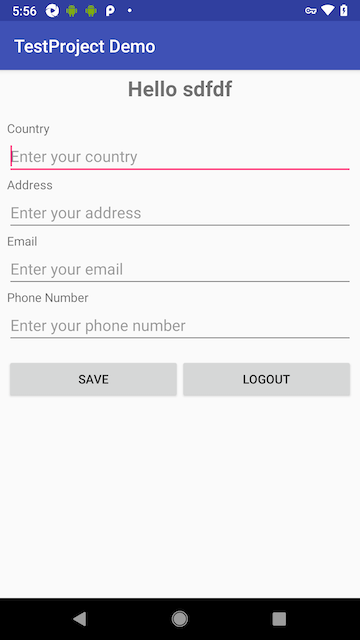 5:56
TestProject Demo
Hello sdfdf
Country
Enter your country
Address
Enter your address
Email
Enter your email
Phone Number
Enter your phone number
SAVE
LOGOUT